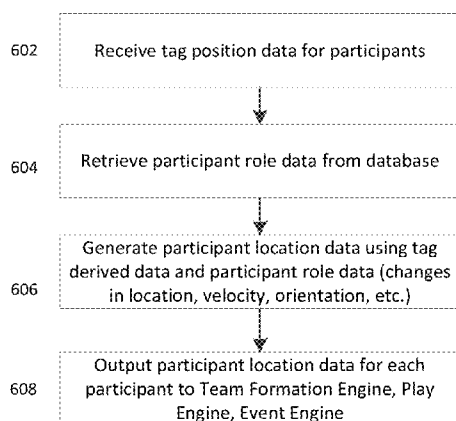 602
Receive tag position data for participants
604
Retrieve participant role data from database
606
Generate participant location data using tag
derived data and participant role data (changes
in location, velocity, orientation, etc.)
608
Output participant location data for each
participant to Team Formation Engine, Play
Engine, Event Engine